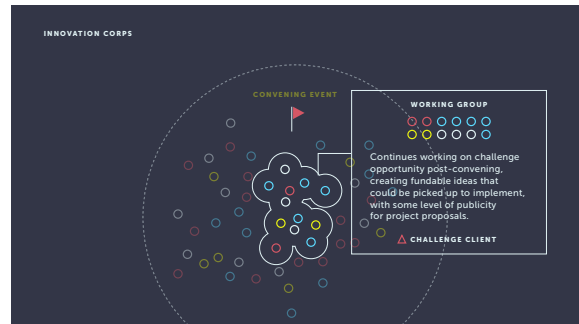 INNOVATION CORPS
CONVENING EVENT
WORKING GROUP
Continues working on challenge
opportunity post-convening,
creating fundable ideas that
could be picked up to implement,
with some level of publicity
for project proposals.
CHALLENGE CLIENT